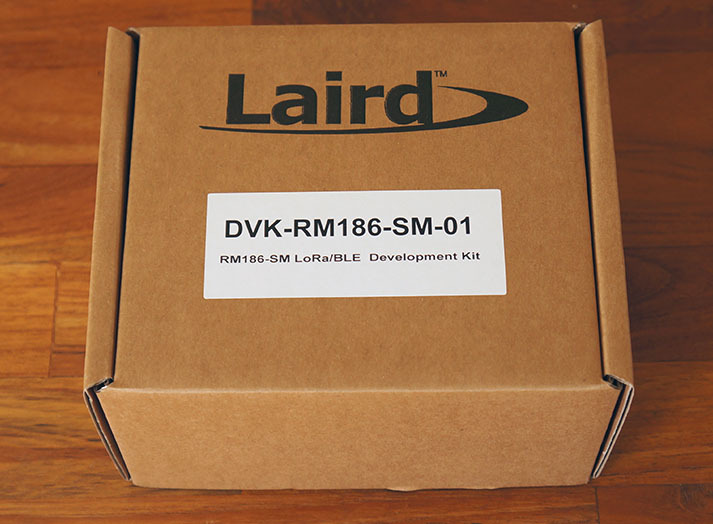 Laird™
DVK-RM186-SM-01
RM186-SM LoRa/BLE Development Kit